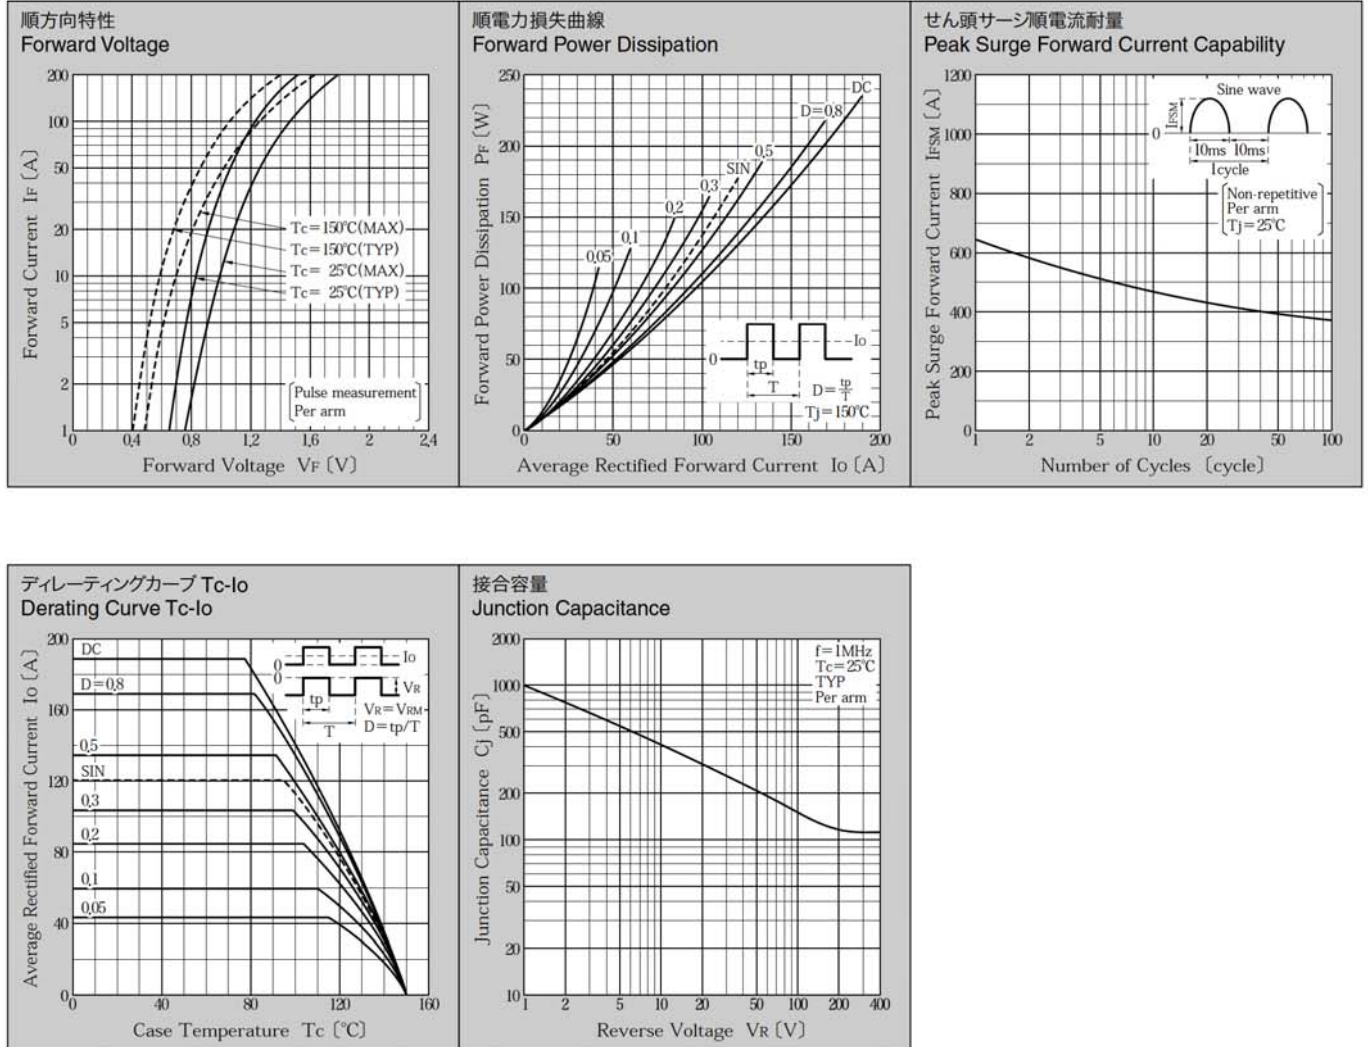 順方向特性
Forward Voltage
200
100
50
20
10
5
2
1
0
0.4
0.8
1.2
1.6
2
2.4
Forward Current IF [A]
Forward Voltage VF [V]
Tc=150℃(MAX)
Tc=150℃(TYP)
Tc= 25℃(MAX)
Tc= 25℃(TYP)
Pulse measurement
Per arm
順電力損失曲線
Forward Power Dissipation
250
200
150
100
50
0
0
50
100
150
200
Forward Power Dissipation PF [W]
Average Rectified Forward Current Io [A]
DC
D=0.8
0.5
SIN
0.3
0.2
0.1
0.05
0
Io
tp
T
D=tp/T
Tj=150℃
せん頭サージ順電流耐量
Peak Surge Forward Current Capability
1200
1000
800
600
400
200
0
1
2
5
10
20
50
100
Peak Surge Forward Current IFSM [A]
Number of Cycles [cycle]
Sine wave
IFSM
0
10ms 10ms
1cycle
Non-repetitive
Per arm
Tj=25℃
ディレーティングカーブ Tc-Io
Derating Curve Tc-Io
200
160
120
80
40
0
0
40
80
120
160
Average Rectified Forward Current Io [A]
Case Temperature Tc [℃]
DC
D=0.8
0.5
SIN
0.3
0.2
0.1
0.05
0
Io
0
VR
tp
T
VR=VRM
D=tp/T
接合容量
Junction Capacitance
2000
1000
500
200
100
50
20
10
1
2
5
10
20
50
100
200
400
Junction Capacitance Cj [pF]
Reverse Voltage VR [V]
f=1MHz
Tc=25℃
TYP
Per arm